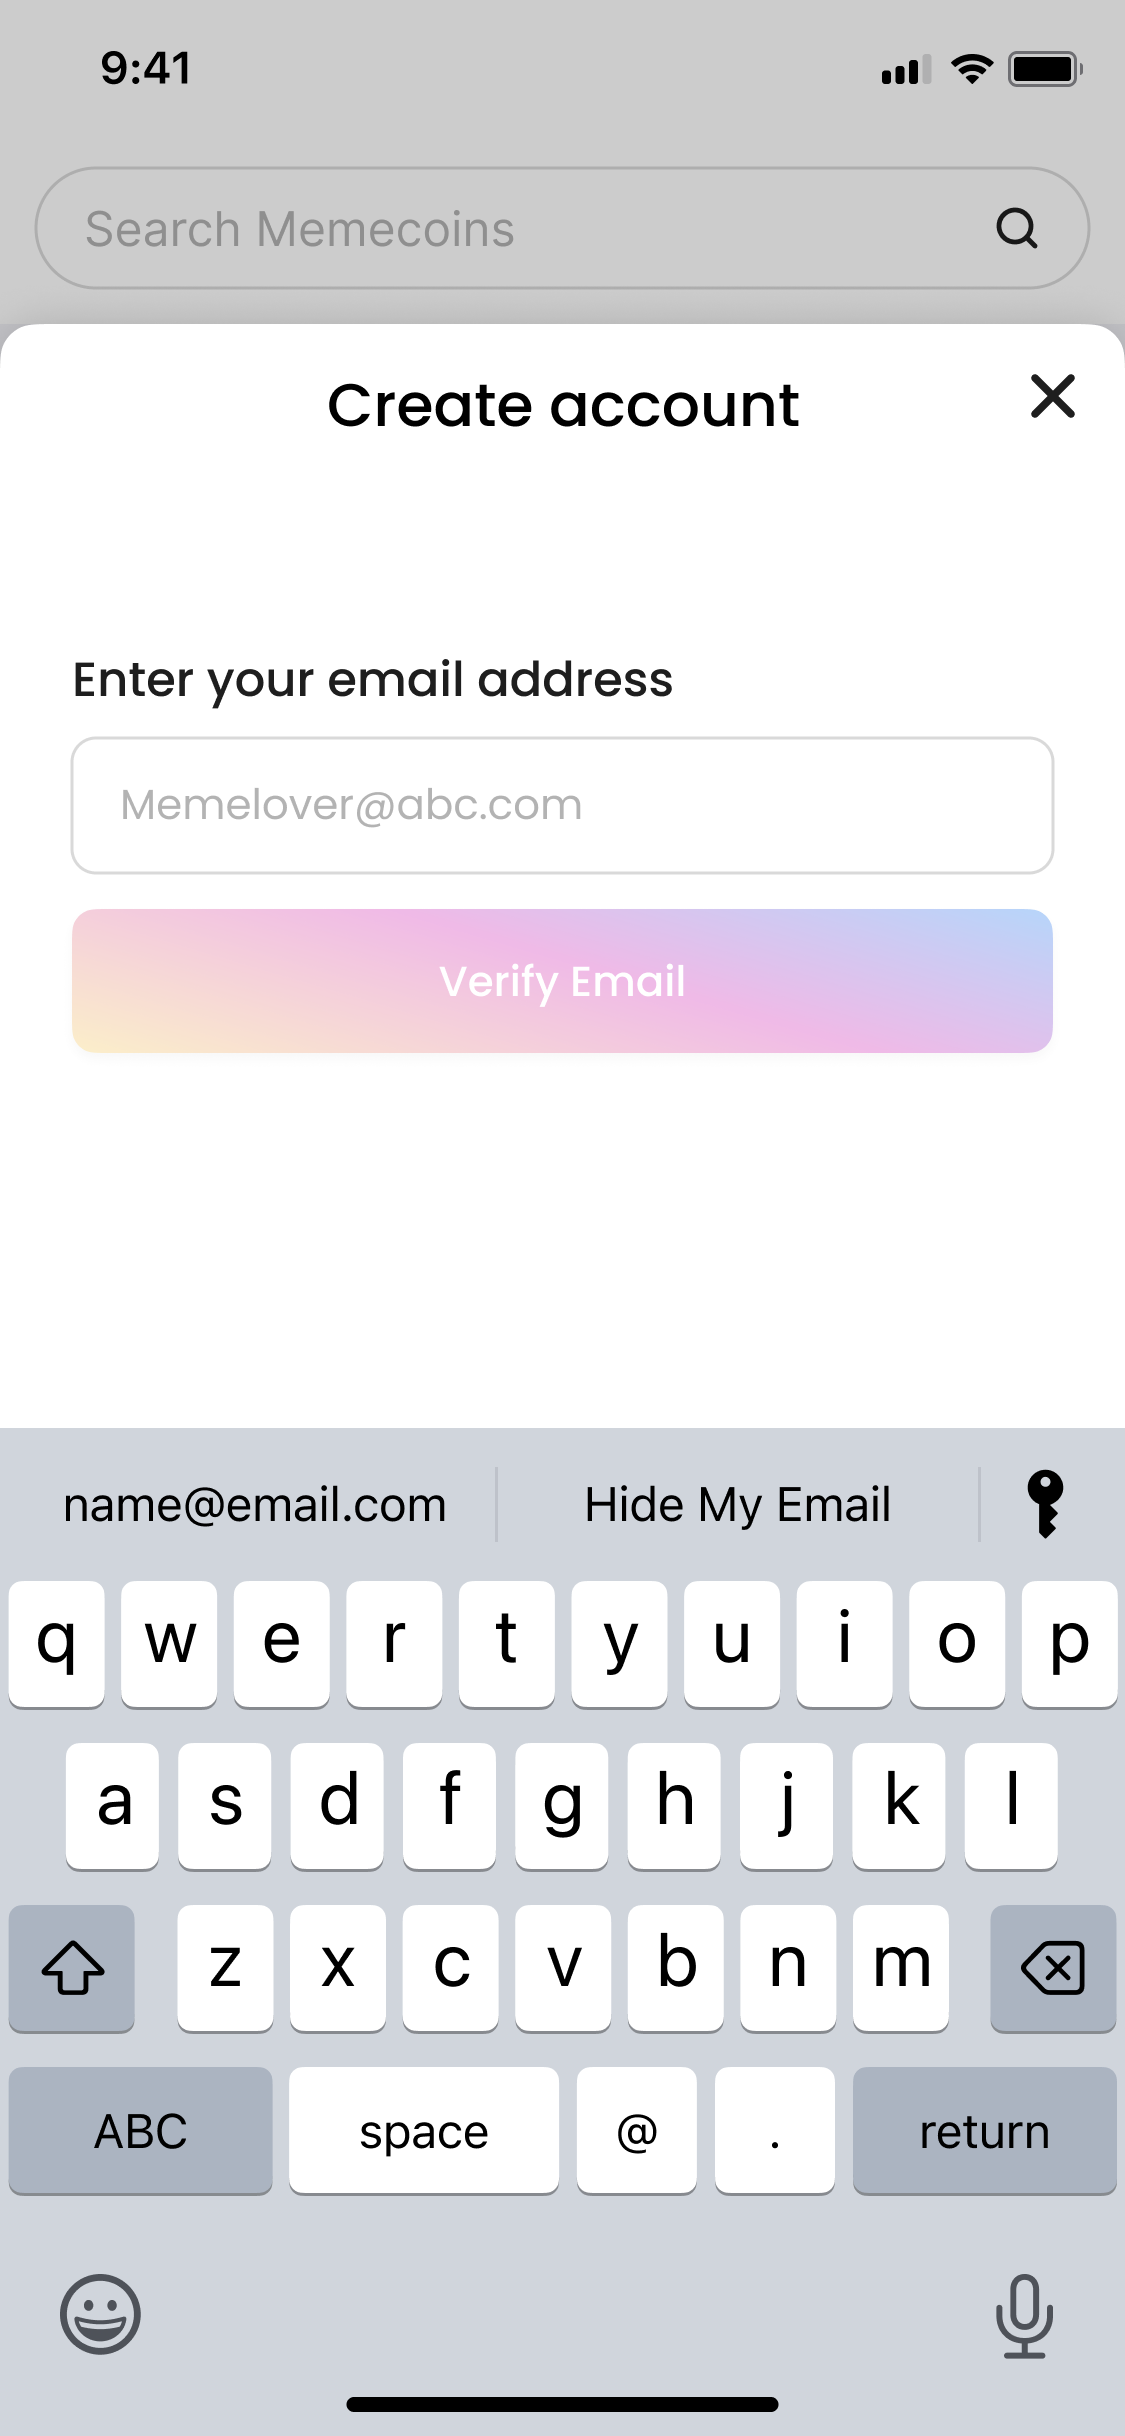 9:41
Search Memecoins
Create account
Enter your email address
Memelover@abc.com
Verify Email
name@email.com Hide My Email
q w e r t y u i o p
a s d f g h j k l
z x c v b n m
ABC space @ . return